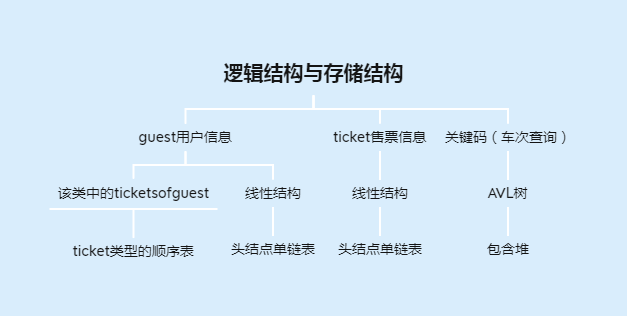 逻辑结构与存储结构
guest用户信息
ticket售票信息
关键码（车次查询）
该类中的ticketsofguest
线性结构
线性结构
AVL树
ticket类型的顺序表
头结点单链表
头结点单链表
包含堆